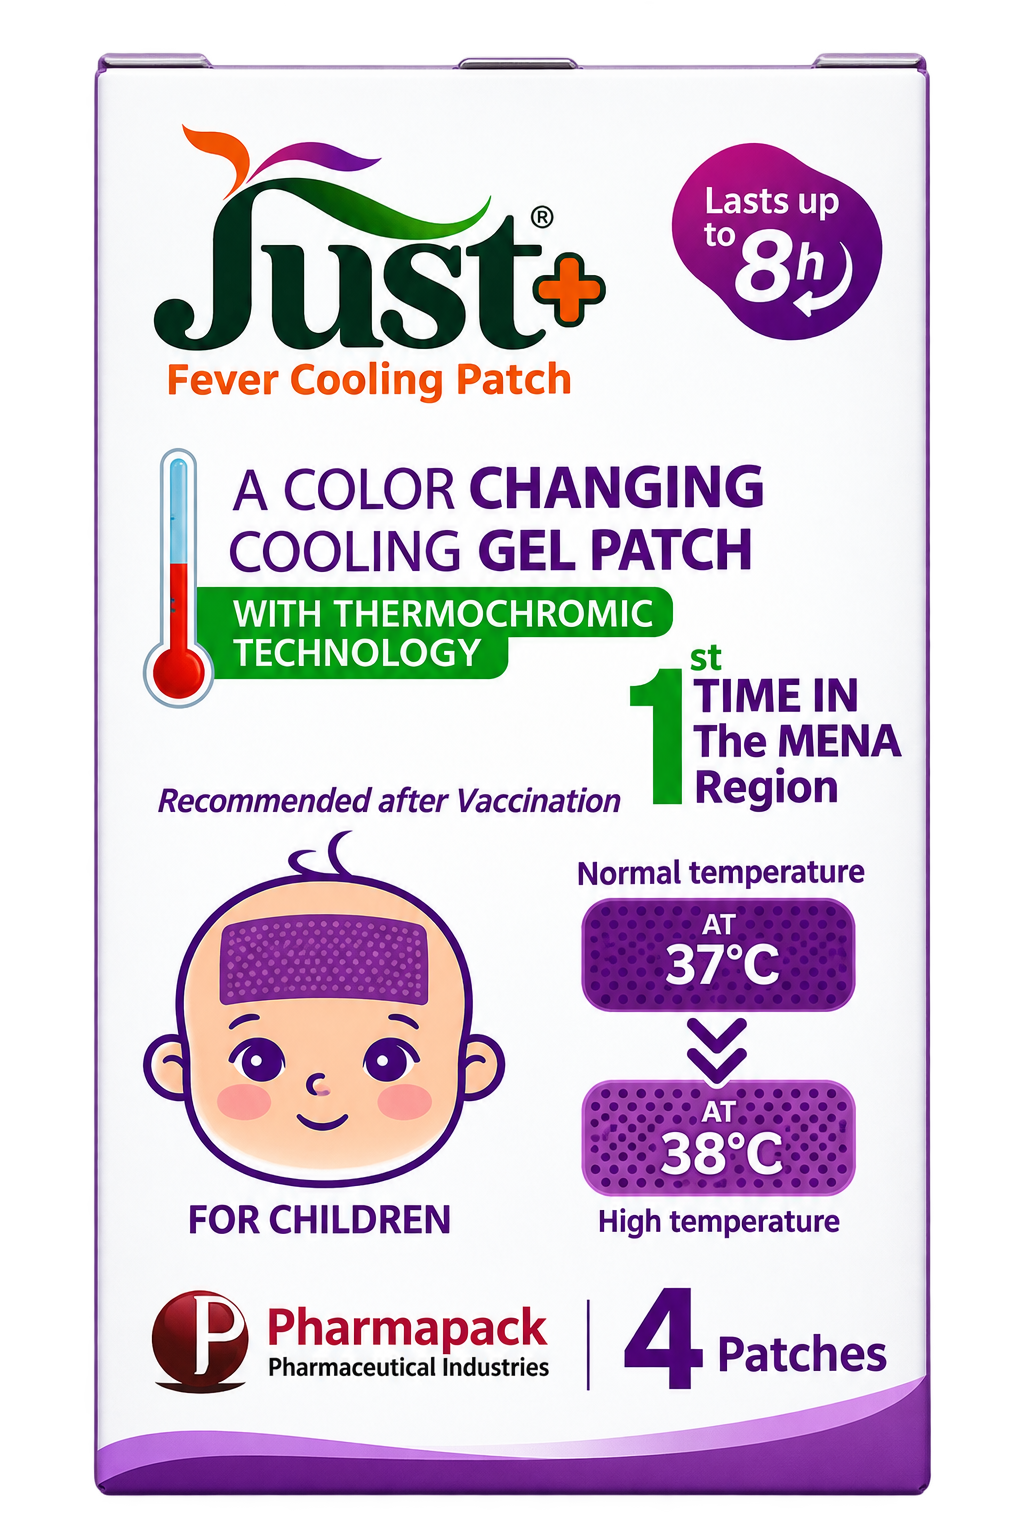 Just+®
Fever Cooling Patch
Lasts up
to 8h
A COLOR CHANGING
COOLING GEL PATCH
WITH THERMOCHROMIC
TECHNOLOGY
1st
TIME IN
The MENA
Region
Recommended after Vaccination
Normal temperature
AT
37°C
AT
38°C
High temperature
FOR CHILDREN
P
Pharmapack
Pharmaceutical Industries
4 Patches